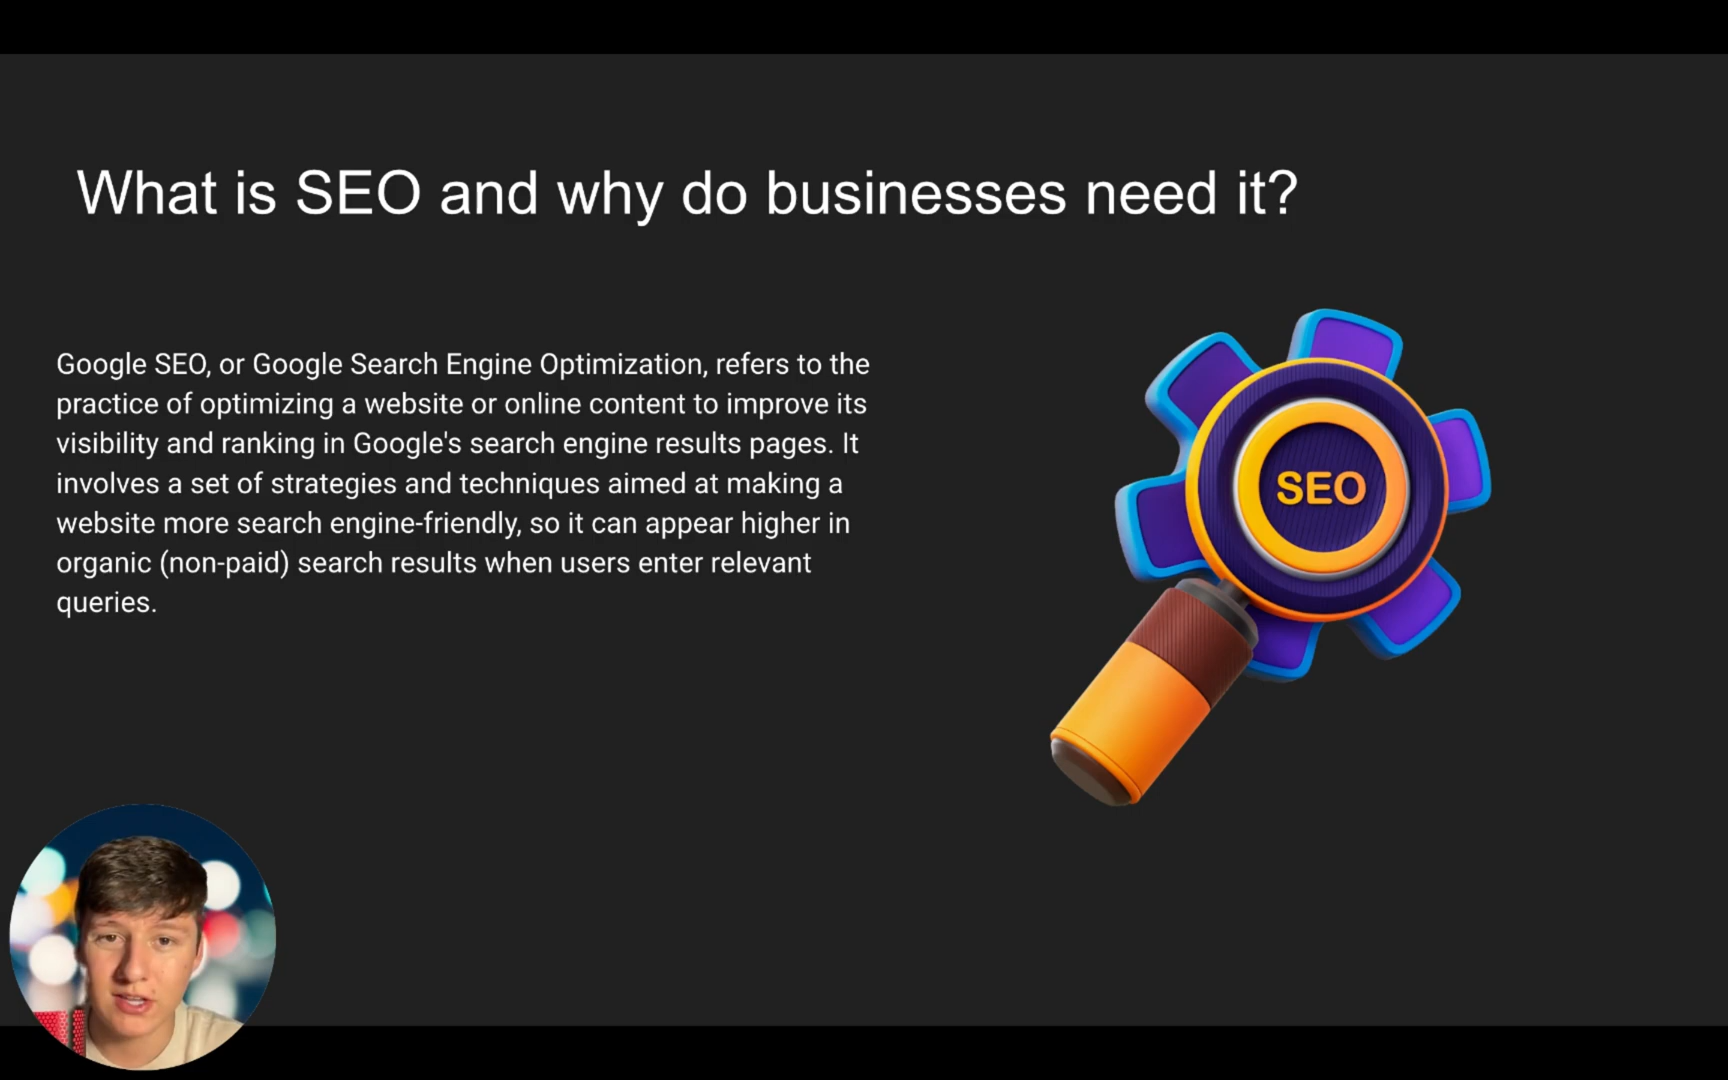 What is SEO and why do businesses need it?
Google SEO, or Google Search Engine Optimization, refers to the
practice of optimizing a website or online content to improve its
visibility and ranking in Google's search engine results pages. It
involves a set of strategies and techniques aimed at making a
website more search engine-friendly, so it can appear higher in
organic (non-paid) search results when users enter relevant
queries.
SEO